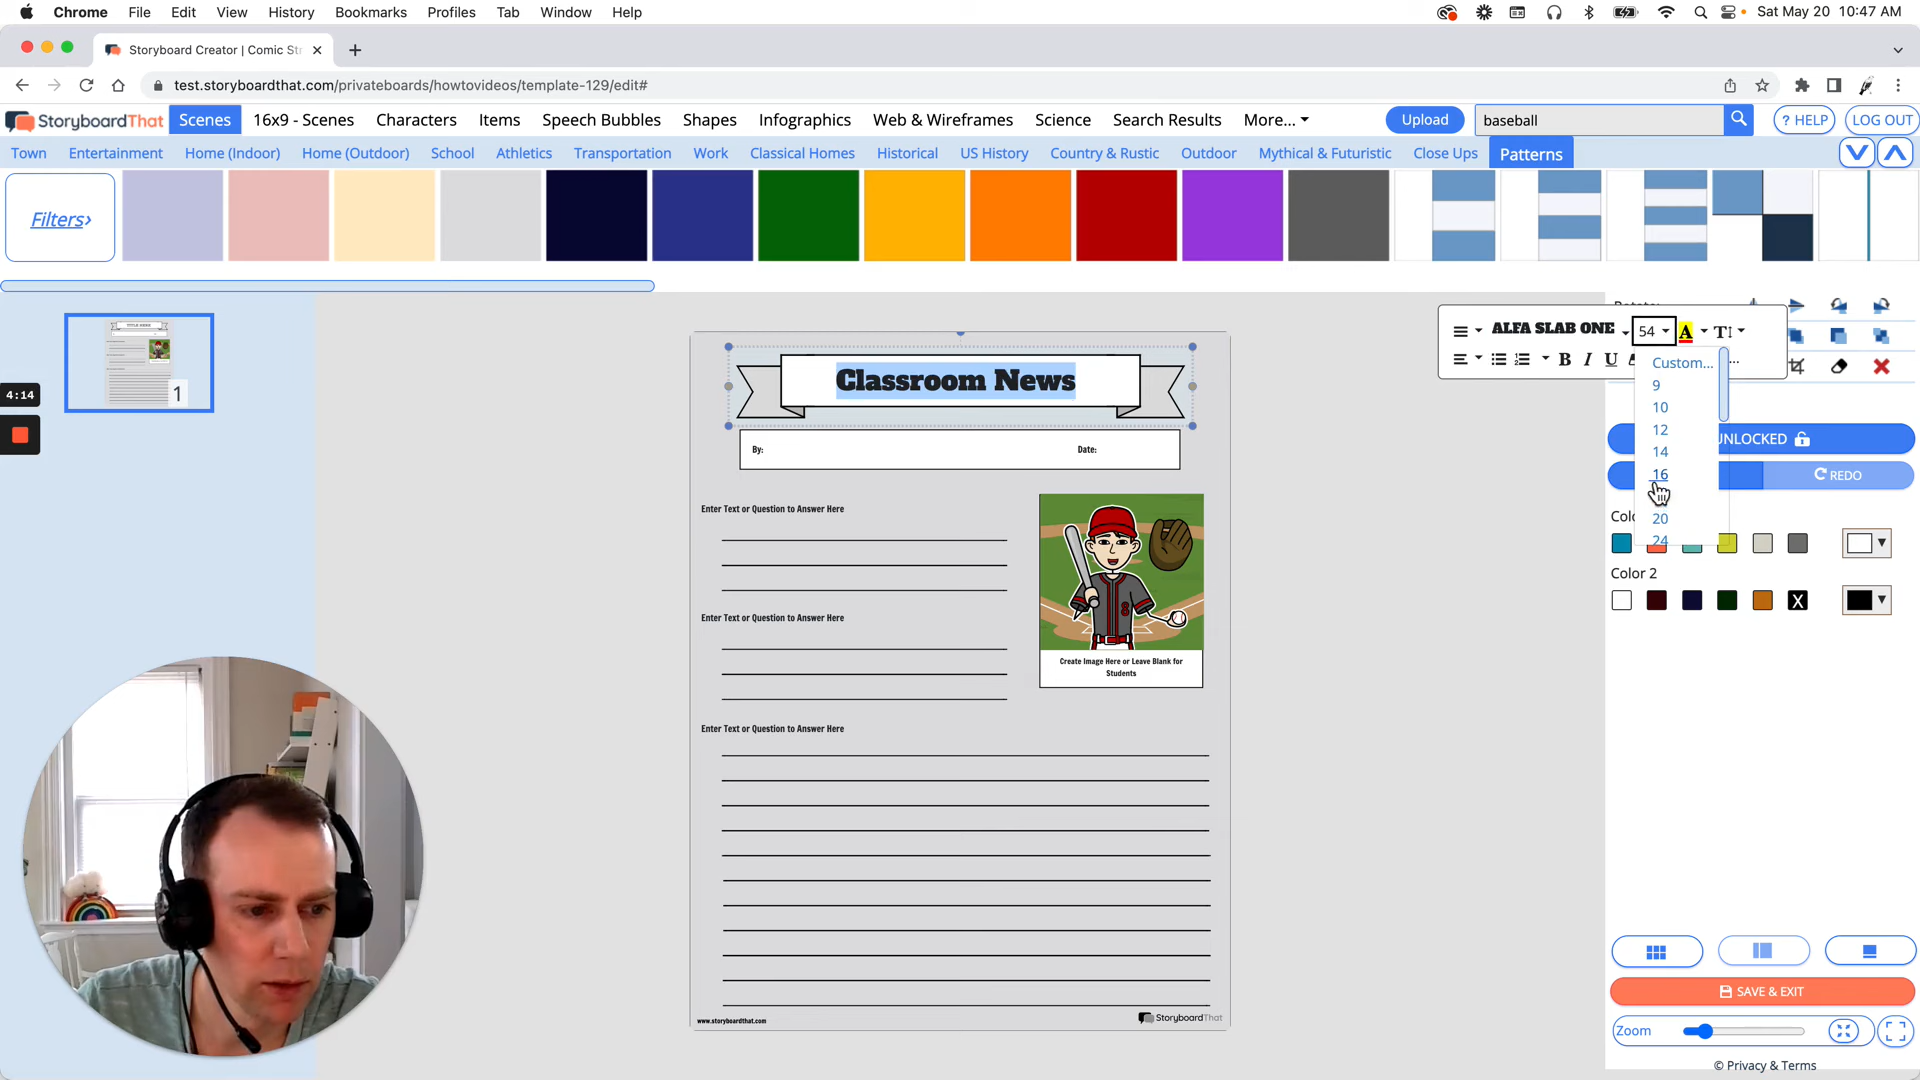 Chrome File Edit View History Bookmarks Profiles Tab Window Help
Sat May 20 10:47 AM
Storyboard Creator | Comic St
test.storyboardthat.com/privateboards/howtovideos/template-129/edit#
StoryboardThat
Scenes 16x9 - Scenes Characters Items Speech Bubbles Shapes Infographics Web & Wireframes Science Search Results More...
Upload
baseball
? HELP
LOG OUT
Town Entertainment Home (Indoor) Home (Outdoor) School Athletics Transportation Work Classical Homes Historical US History Country & Rustic Outdoor Mythical & Futuristic Close Ups Patterns
Filters›
1
4:14
Classroom News
By:
Date:
Enter Text or Question to Answer Here
Enter Text or Question to Answer Here
Create Image Here or Leave Blank for
Students
Enter Text or Question to Answer Here
www.storyboardthat.com
StoryboardThat
ALFA SLAB ONE
54
A
T
B I U
Custom...
9
10
12
14
16
20
24
UNLOCKED
REDO
Color 2
X
SAVE & EXIT
Zoom
© Privacy & Terms